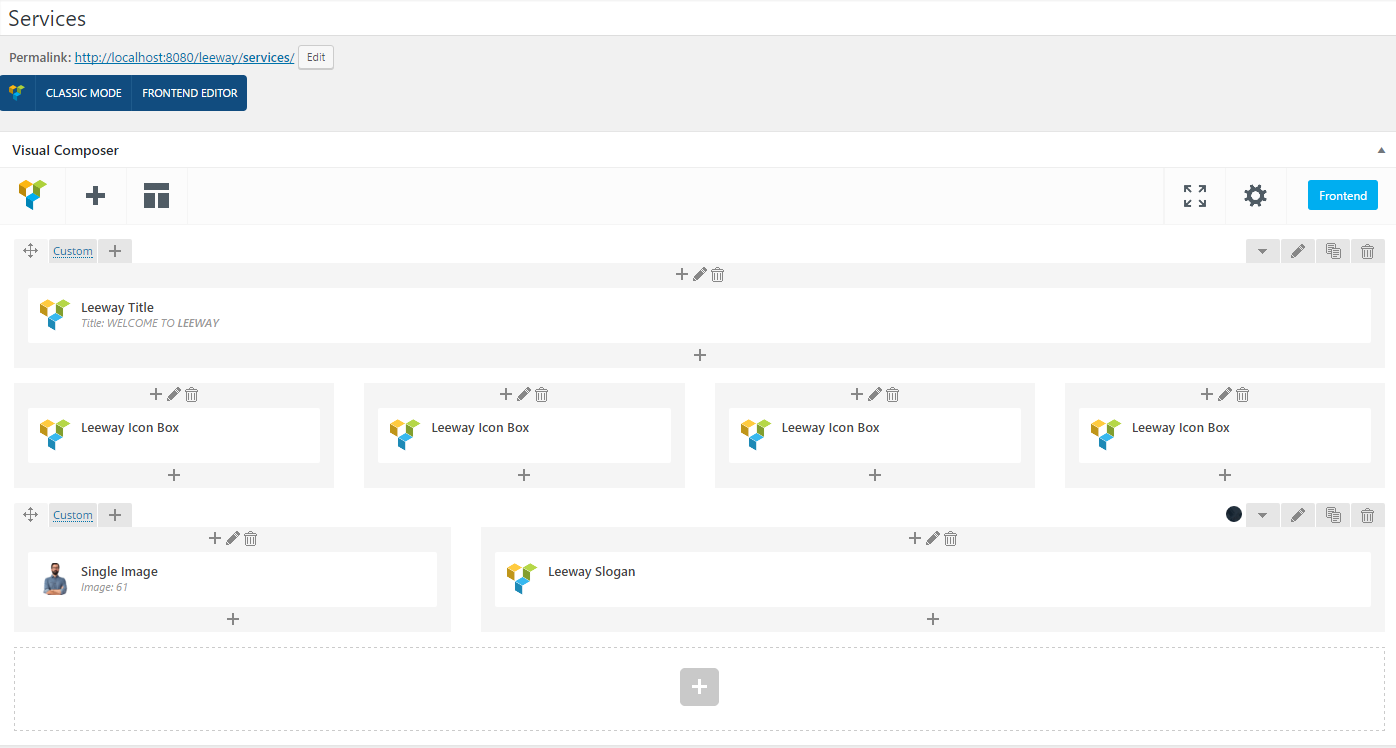 Services
Permalink: http://localhost:8080/leeway/services/ Edit
CLASSIC MODE FRONTEND EDITOR
Visual Composer
Frontend
Custom
Leeway Title
Title: WELCOME TO LEEWAY
Leeway Icon Box Leeway Icon Box Leeway Icon Box Leeway Icon Box
Custom
Single Image Leeway Slogan
Image: 61